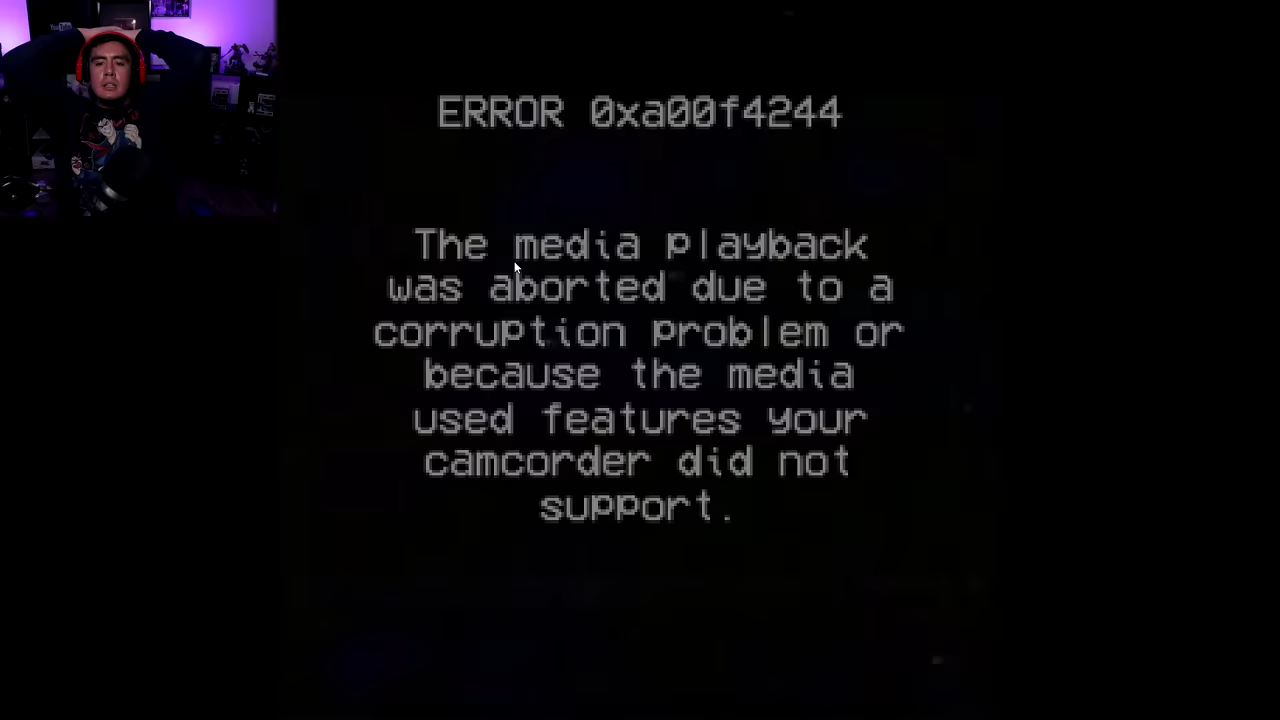 YouTube
ERROR 0xa00f4244
The media playback
was aborted due to a
corruption problem or
because the media
used features your
camcorder did not
support.